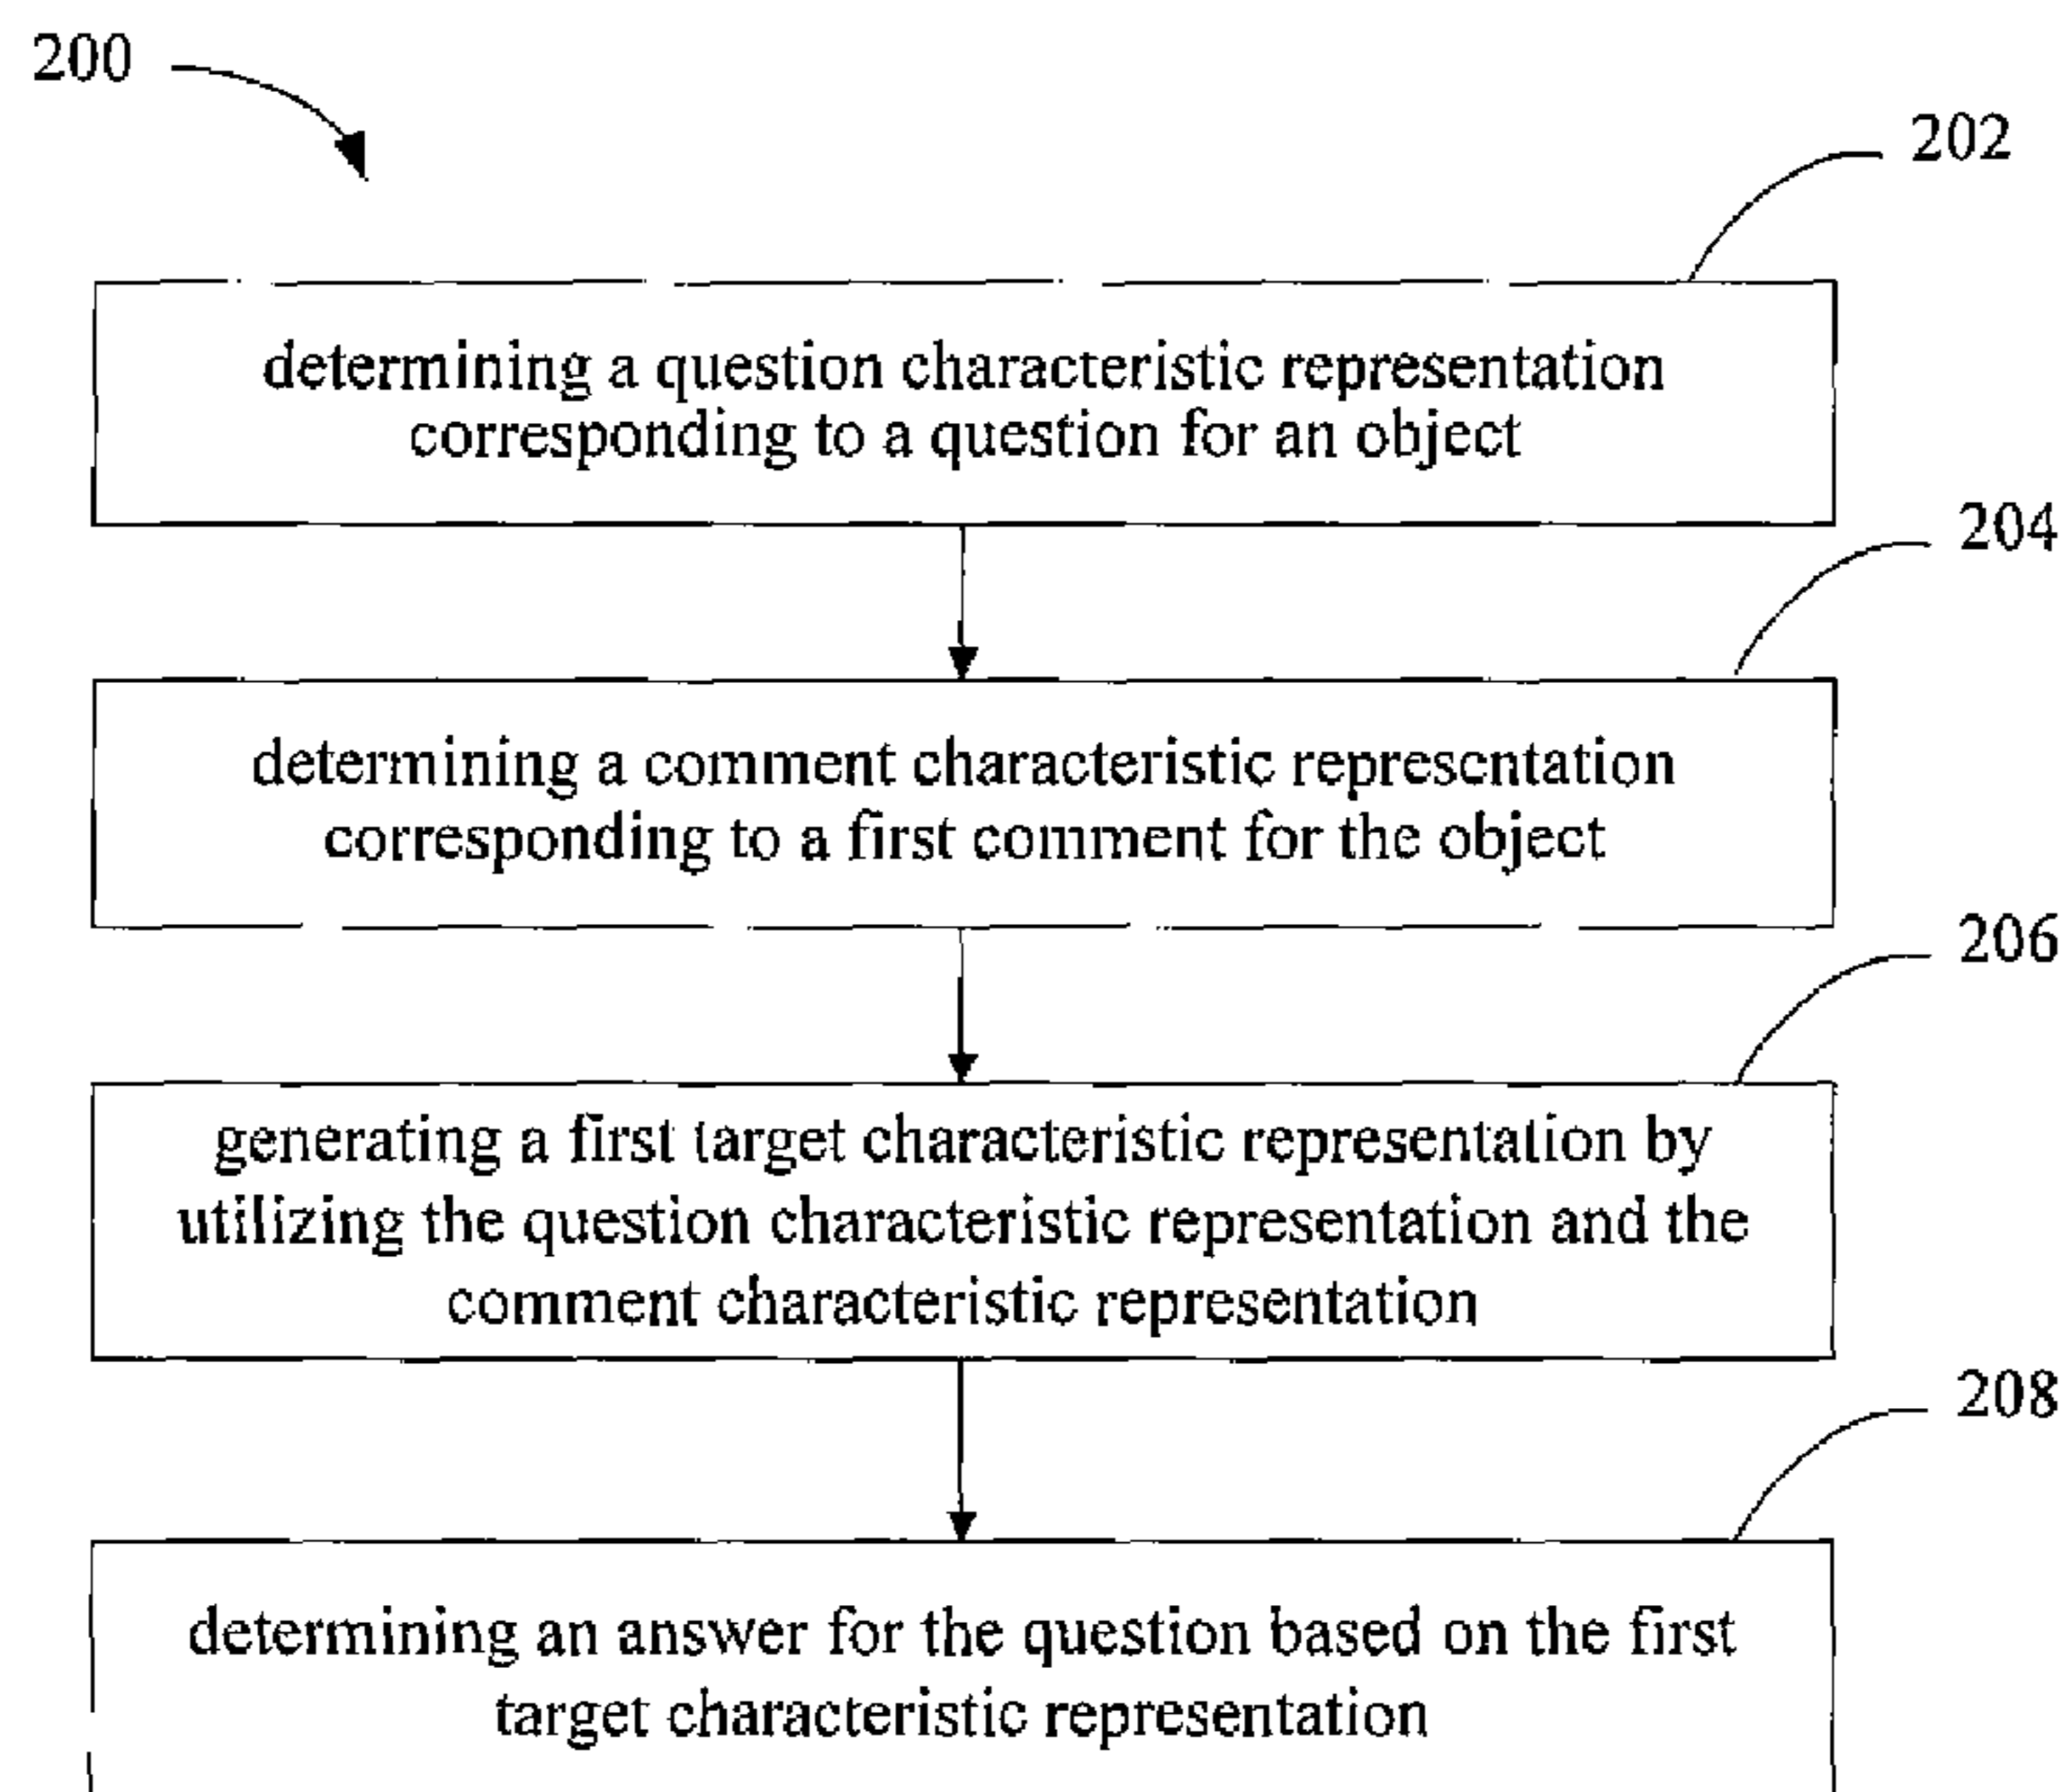 200
202
determining a question characteristic representation
corresponding to a question for an object
204
determining a comment characteristic representation
corresponding to a first comment for the object
206
generating a first target characteristic representation by
utilizing the question characteristic representation and the
comment characteristic representation
208
determining an answer for the question based on the first
target characteristic representation